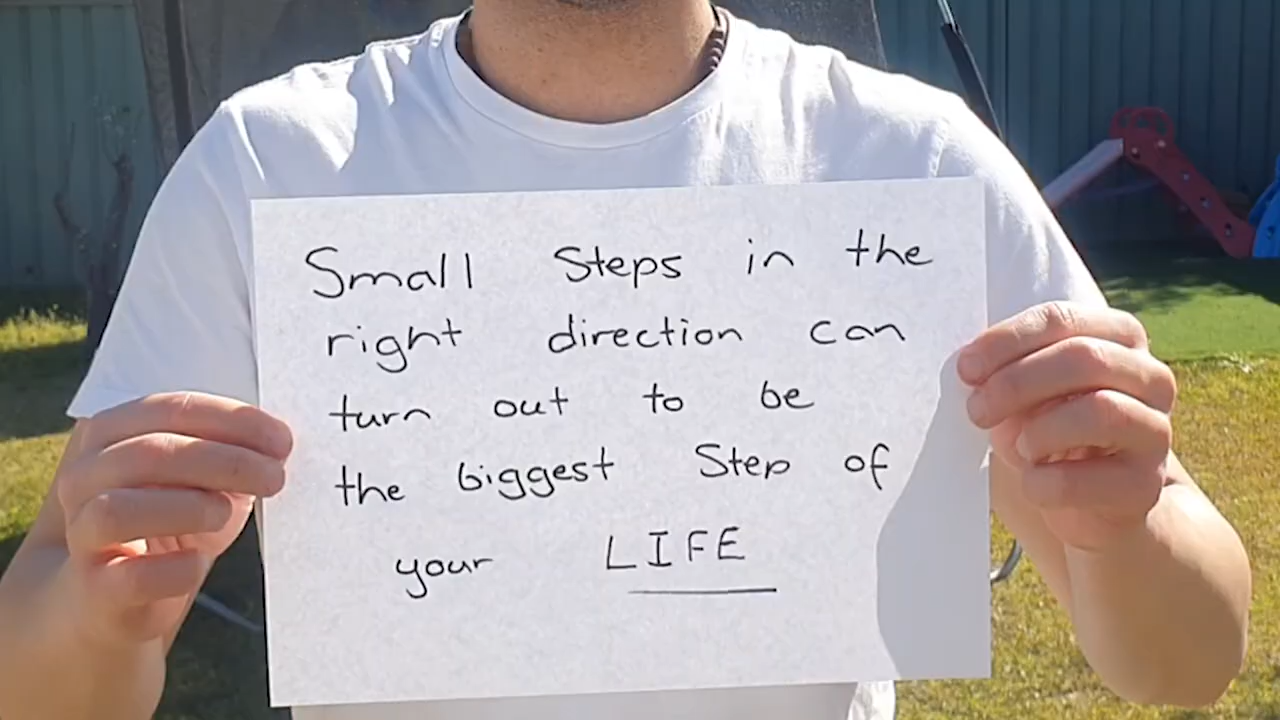 Small Steps in the
right direction can
turn out to be
the biggest Step of
your LIFE